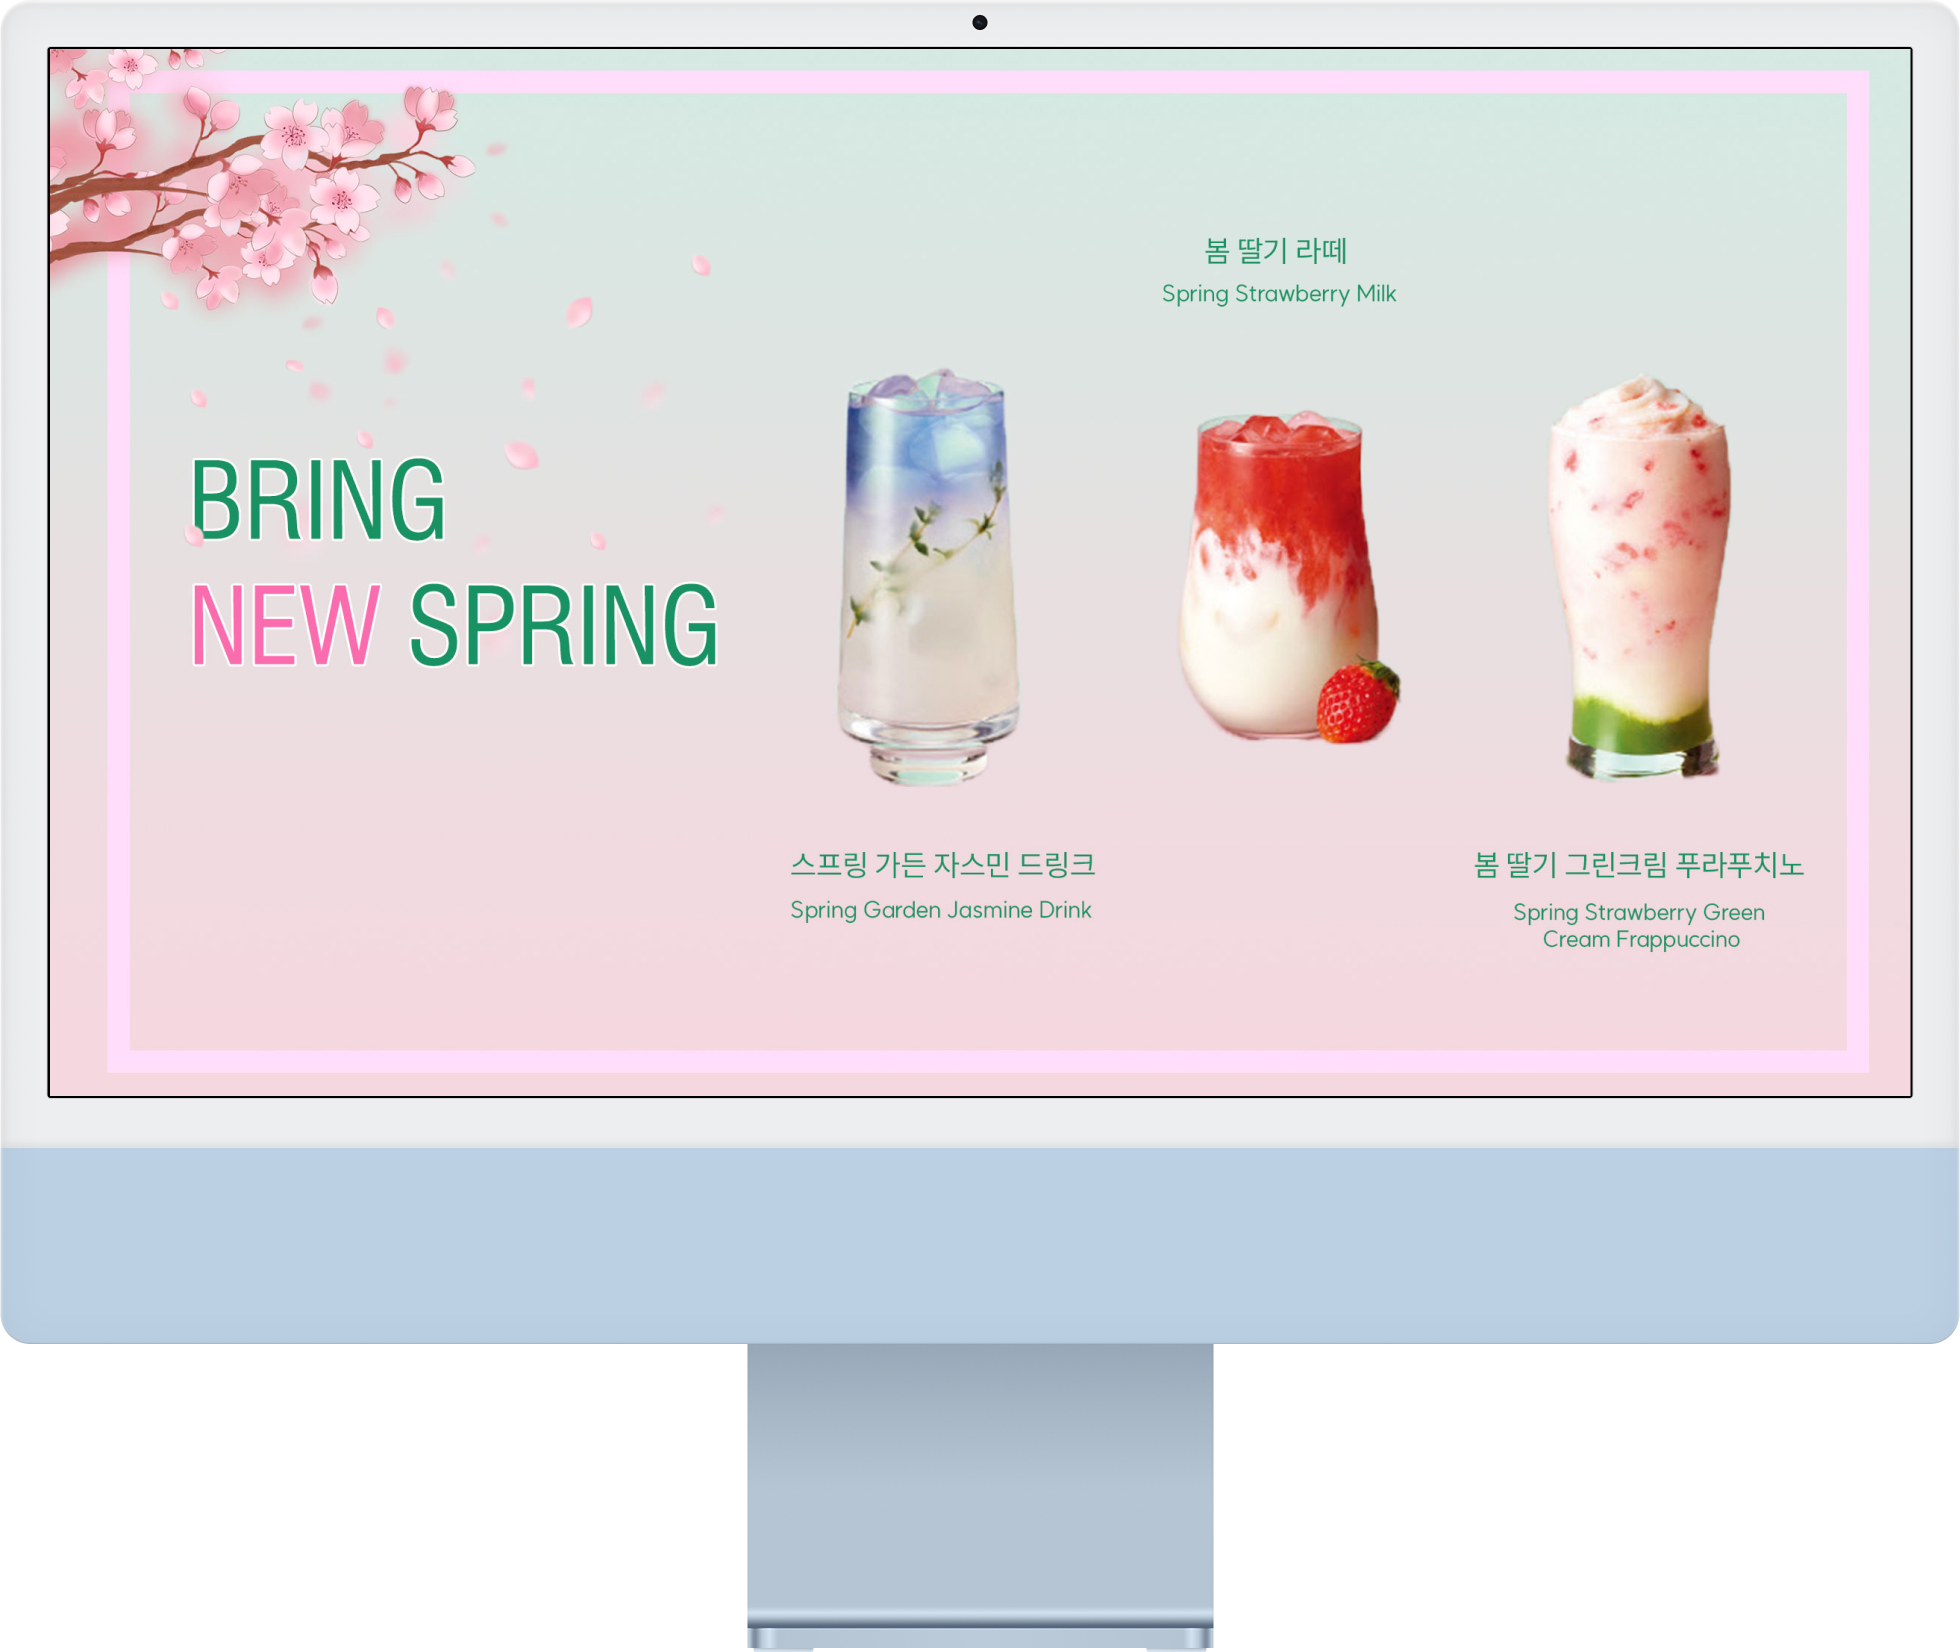 BRING
NEW SPRING
봄 딸기 라떼
Spring Strawberry Milk
스프링 가든 자스민 드링크
Spring Garden Jasmine Drink
봄 딸기 그린크림 푸라푸치노
Spring Strawberry Green
Cream Frappuccino